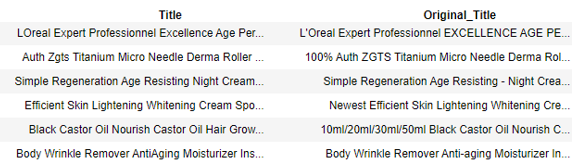 Title Original_Title
LOreal Expert Professionnel Excellence Age Per... L'Oreal Expert Professionnel EXCELLENCE AGE PE...
Auth Zgts Titanium Micro Needle Derma Roller ... 100% Auth ZGTS Titanium Micro Needle Derma Rol...
Simple Regeneration Age Resisting Night Cream... Simple Regeneration Age Resisting - Night Crea...
Efficient Skin Lightening Whitening Cream Spo... Newest Efficient Skin Lightening Whitening Cre...
Black Castor Oil Nourish Castor Oil Hair Grow... 10ml/20ml/30ml/50ml Black Castor Oil Nourish C...
Body Wrinkle Remover AntiAging Moisturizer Ins... Body Wrinkle Remover Anti-aging Moisturizer In...